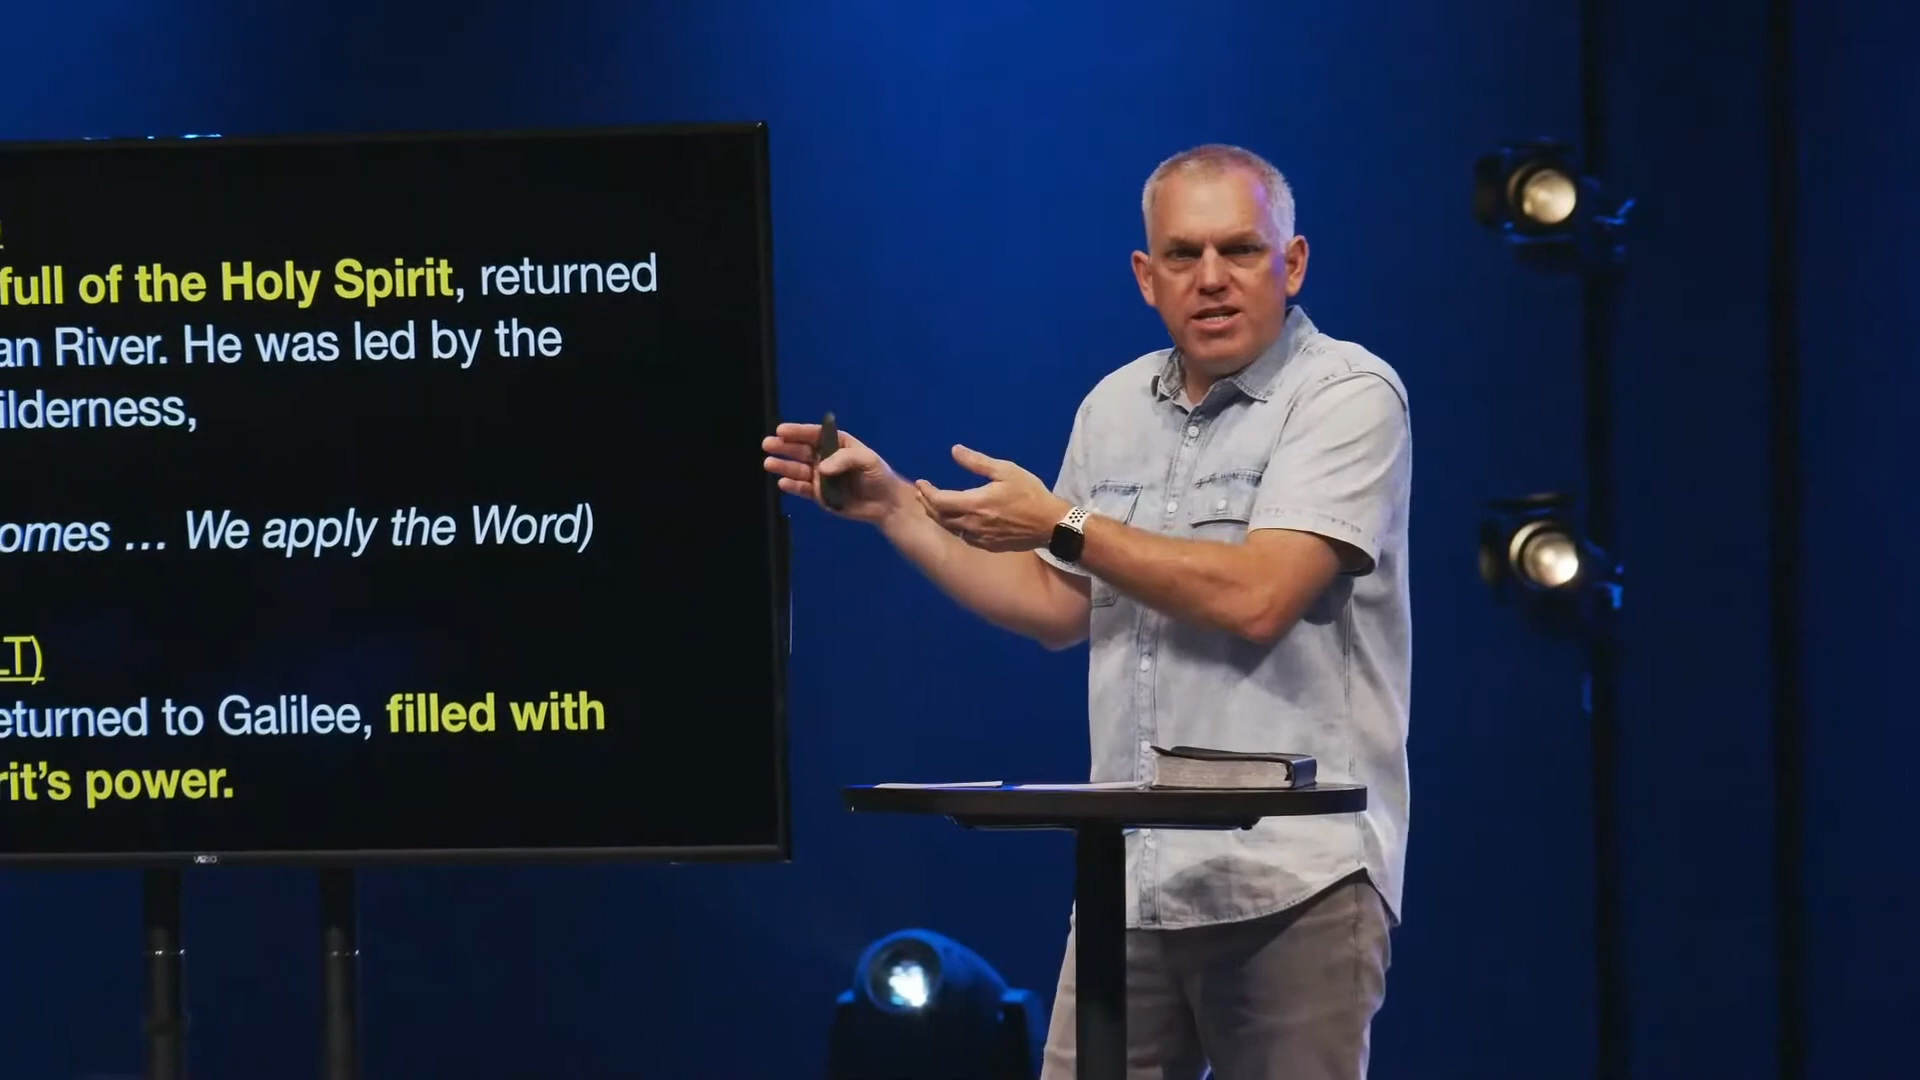 full of the Holy Spirit, returned
an River. He was led by the
ilderness,
omes ... We apply the Word)
LT)
eturned to Galilee, filled with
rit's power.
VIZIO